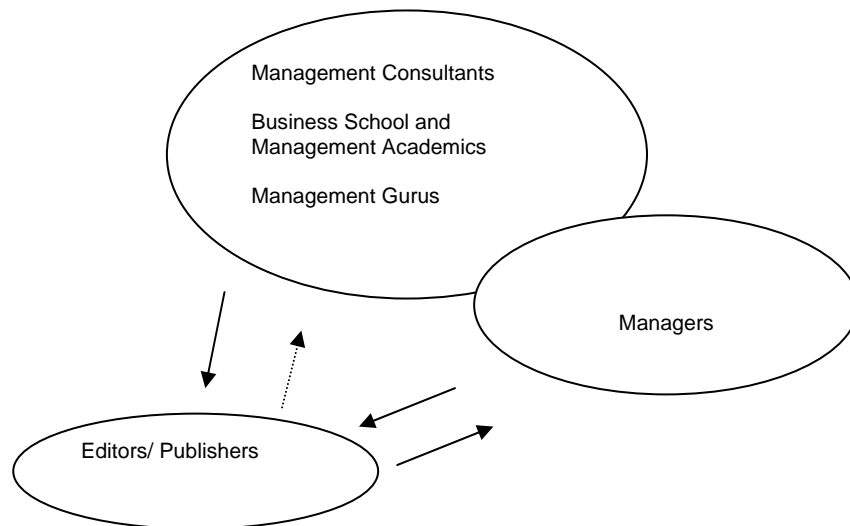 Management Consultants
Business School and
Management Academics
Management Gurus
Managers
Editors/ Publishers